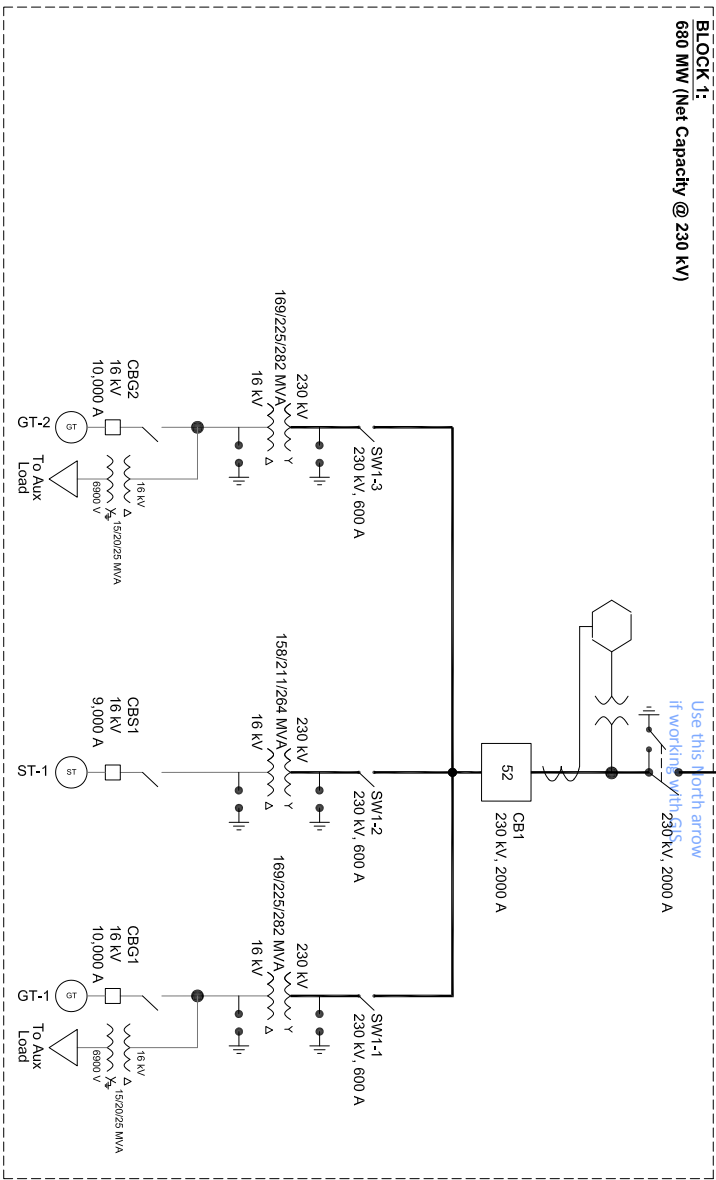 BLOCK 1:
680 MW (Net Capacity @ 230 kV)
Use this North arrow
if working with GIS
230 kV, 2000 A
52
CB1
230 kV, 2000 A
SW1-3
230 kV, 600 A
230 kV
Y
169/225/282 MVA
16 kV
Δ
CBG2
16 kV
10,000 A
GT-2
GT
16 kV
Δ
15/20/25 MVA
6900 V
Y
To Aux
Load
SW1-2
230 kV, 600 A
230 kV
Y
158/211/264 MVA
16 kV
Δ
CBS1
16 kV
9,000 A
ST-1
ST
SW1-1
230 kV, 600 A
230 kV
Y
169/225/282 MVA
16 kV
Δ
CBG1
16 kV
10,000 A
GT-1
GT
16 kV
Δ
15/20/25 MVA
6900 V
Y
To Aux
Load